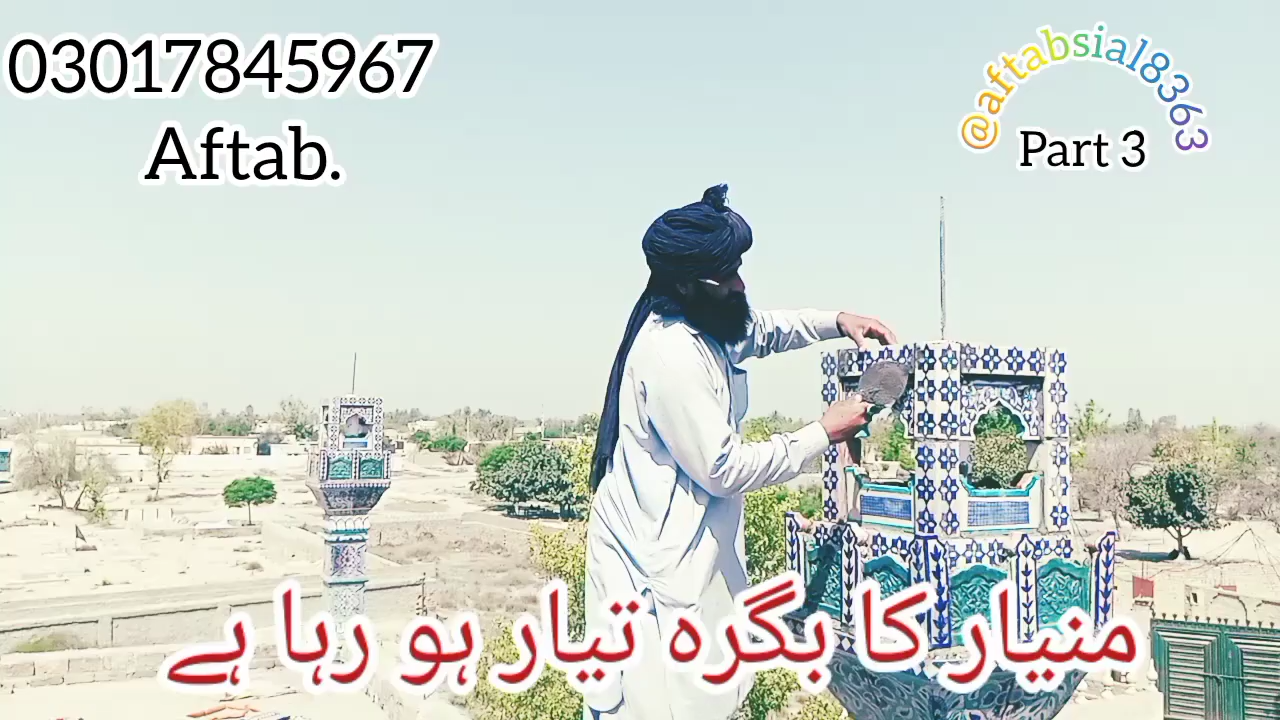 03017845967
Aftab.
@aftabsial8363
Part 3
منیار کا بگرہ تیار ہو رہا ہے